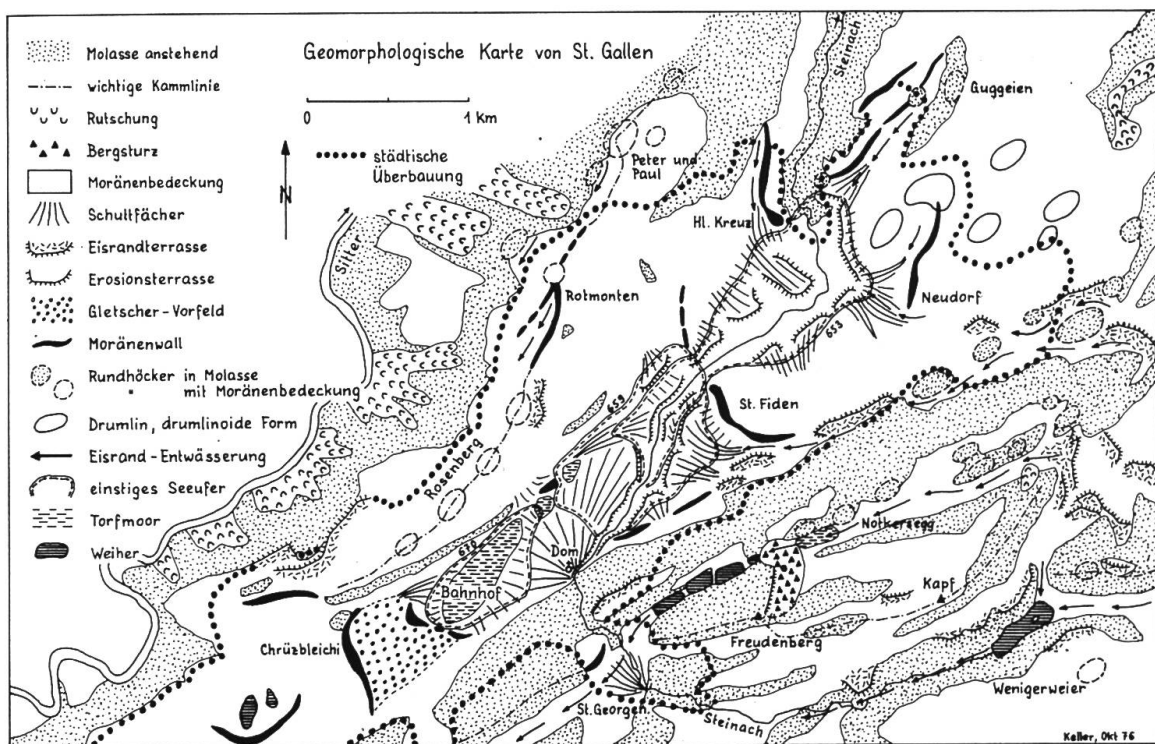 Geomorphologische Karte von St. Gallen
0
1 Km
N
Molasse anstehend
wichtige Kammlinie
Rutschung
Bergsturz
Moränenbedeckung
Schuttfächer
Eisrandterrasse
Erosionsterrasse
Gletscher-Vorfeld
Moränenwall
Rundhöcker in Molasse
mit Moränenbedeckung
Drumlin, drumlinoide Form
Eisrand-Entwässerung
einstiges Seeufer
Torfmoor
Weiher
städtische
Überbauung
Steinach
Guggeien
Peter und
Paul
Hl. Kreuz
Sitter
Rotmonten
Neudorf
653
659
St. Fiden
Rosenberg
Notkersegg
670
Dom
Bahnhof
Kapf
Freudenberg
Chrüzbleichi
Wenigerweier
St. Georgen
Steinach
Keller, Okt 76